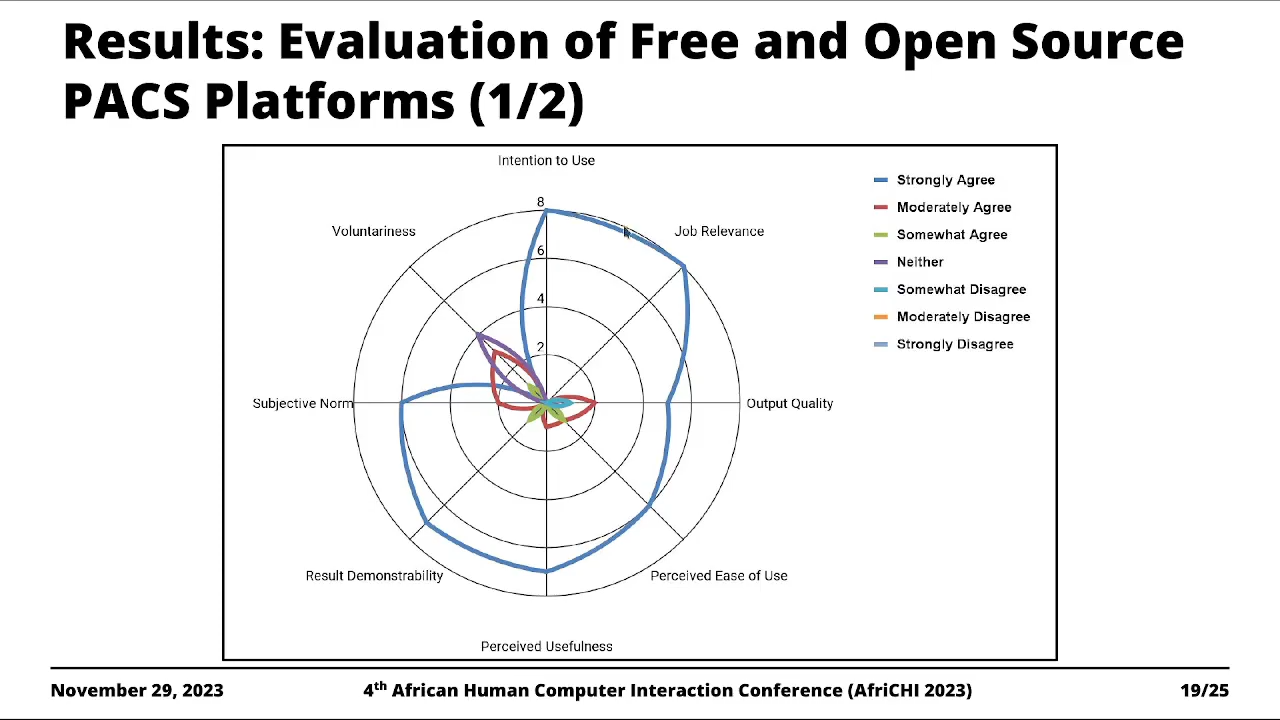 Results: Evaluation of Free and Open Source
PACS Platforms (1/2)
Intention to Use
Strongly Agree
8
Moderately Agree
Voluntariness
Job Relevance
Somewhat Agree
6
Neither
Somewhat Disagree
4
Moderately Disagree
Strongly Disagree
2
Subjective Norm
Output Quality
Result Demonstrability
Perceived Ease of Use
Perceived Usefulness
November 29, 2023
4th African Human Computer Interaction Conference (AfriCHI 2023)
19/25